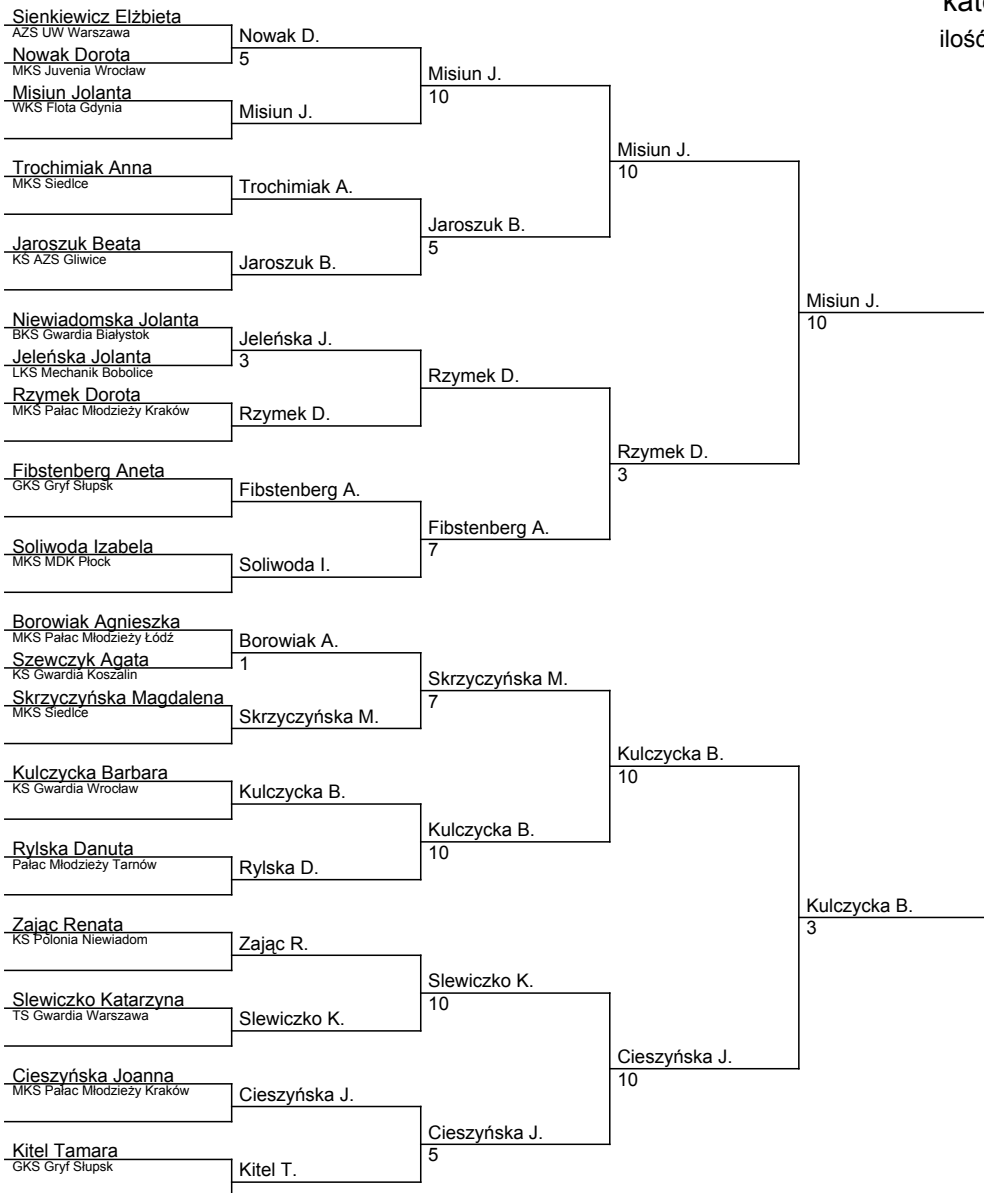 kat
ilość
Sienkiewicz Elżbieta
AZS UW Warszawa
Nowak Dorota
MKS Juvenia Wrocław
Misiun Jolanta
WKS Flota Gdynia
Trochimiak Anna
MKS Siedlce
Jaroszuk Beata
KŚ AZS Gliwice
Niewiadomska Jolanta
BKS Gwardia Białystok
Jeleńska Jolanta
LKS Mechanik Bobolice
Rzymek Dorota
MKS Pałac Młodzieży Kraków
Fibstenberg Aneta
GKS Gryf Słupsk
Soliwoda Izabela
MKS MDK Płock
Borowiak Agnieszka
MKS Pałac Młodzieży Łódź
Szewczyk Agata
KS Gwardia Koszalin
Skrzyczyńska Magdalena
MKS Siedlce
Kulczycka Barbara
KS Gwardia Wrocław
Rylska Danuta
Pałac Młodzieży Tarnów
Zając Renata
KS Polonia Niewiadom
Slewiczko Katarzyna
TS Gwardia Warszawa
Cieszyńska Joanna
MKS Pałac Młodzieży Kraków
Kitel Tamara
GKS Gryf Słupsk
Nowak D.
5
Misiun J.
Trochimiak A.
Jaroszuk B.
Jeleńska J.
3
Rzymek D.
Fibstenberg A.
Soliwoda I.
Borowiak A.
1
Skrzyczyńska M.
Kulczycka B.
Rylska D.
Zając R.
Slewiczko K.
Cieszyńska J.
Kitel T.
Misiun J.
10
Jaroszuk B.
5
Rzymek D.
Fibstenberg A.
7
Skrzyczyńska M.
7
Kulczycka B.
10
Slewiczko K.
10
Cieszyńska J.
5
Misiun J.
10
Rzymek D.
3
Kulczycka B.
10
Cieszyńska J.
10
Misiun J.
10
Kulczycka B.
3